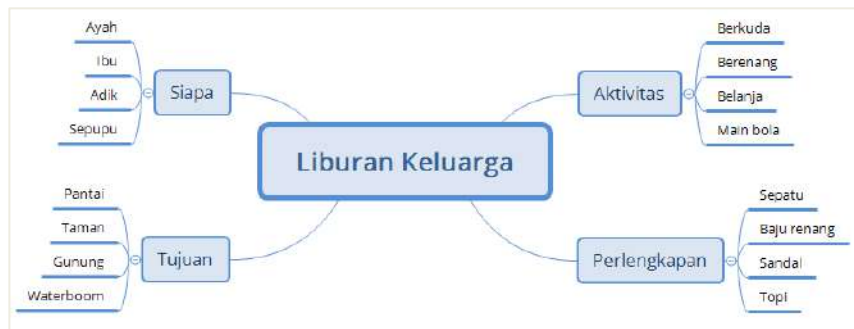 Liburan Keluarga
Siapa
Ayah
Ibu
Adik
Sepupu
Tujuan
Pantai
Taman
Gunung
Waterboom
Aktivitas
Berkuda
Berenang
Belanja
Main bola
Perlengkapan
Sepatu
Baju renang
Sandal
Topi